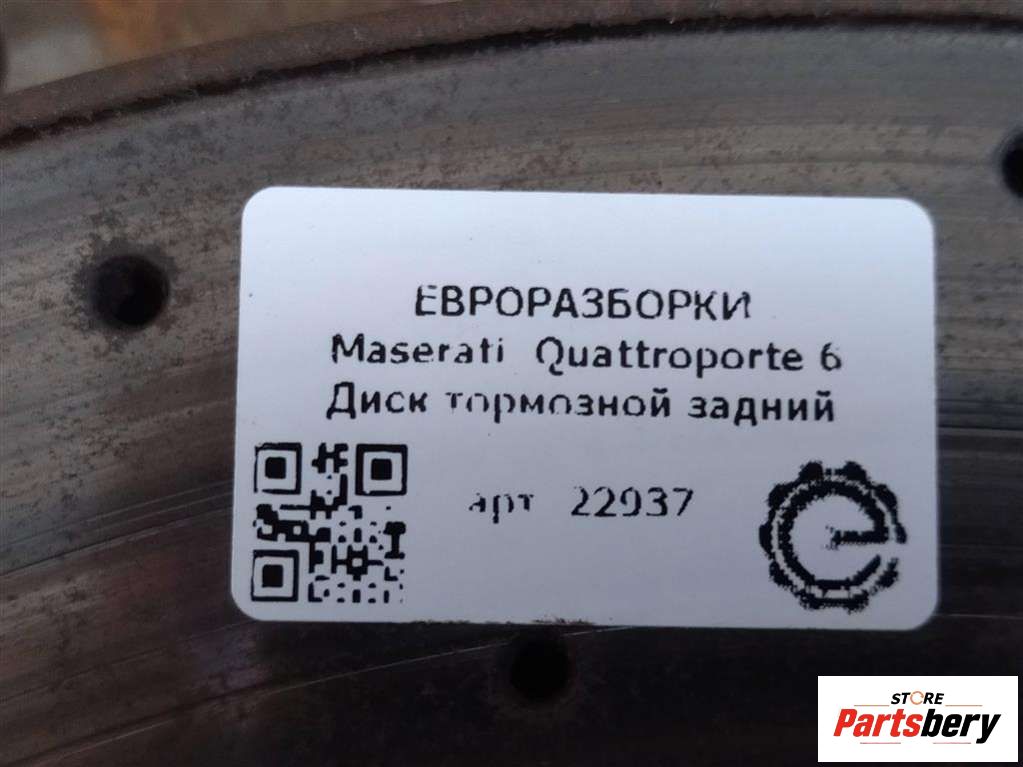 ЕВРОРАЗБОРКИ
Maserati Quattroporte 6
Диск тормозной задний
арт 22937
STORE
Partsbery